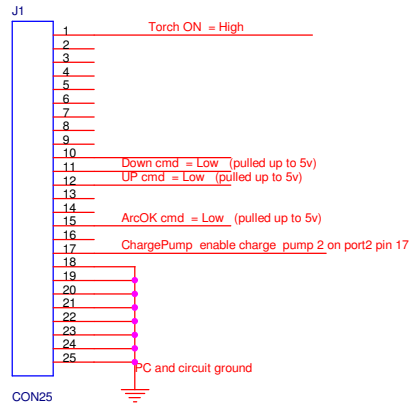 J1
1 Torch ON = High
2
3
4
5
6
7
8
9
10
Down cmd = Low (pulled up to 5v)
11
UP cmd = Low (pulled up to 5v)
12
13
14
15 ArcOK cmd = Low (pulled up to 5v)
16
17 ChargePump enable charge pump 2 on port2 pin 17
18
19
20
21
22
23
24
25 PC and circuit ground
CON25